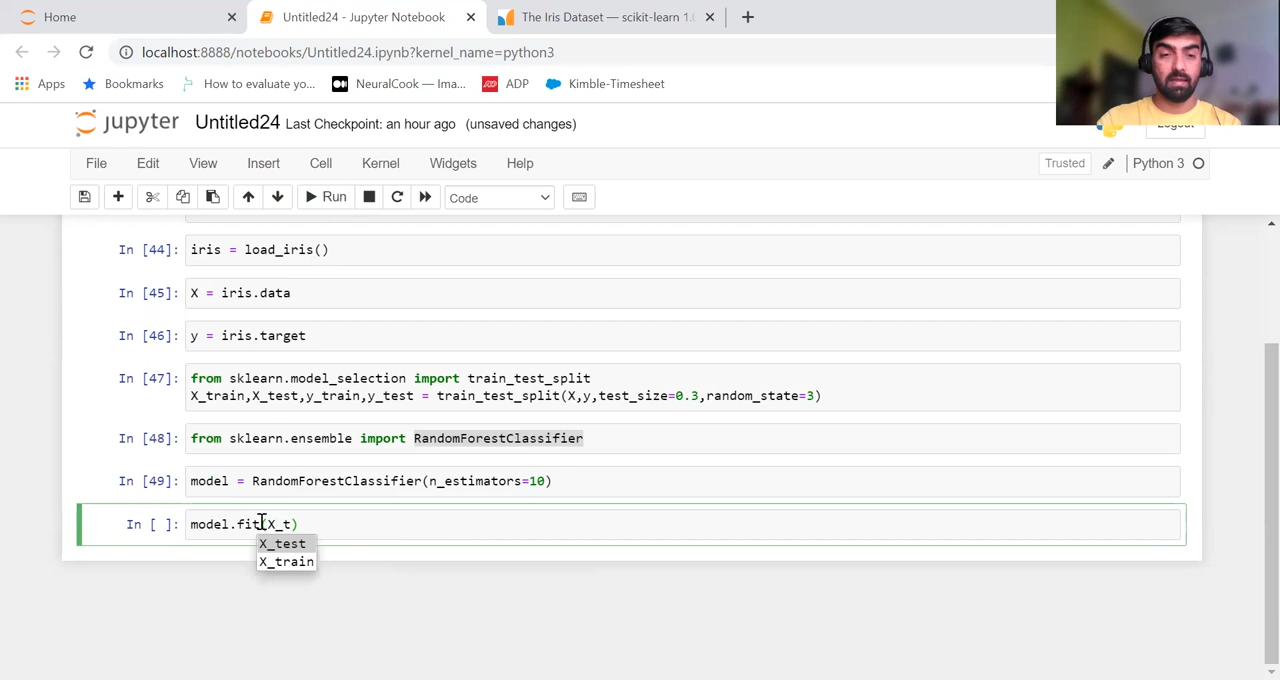 Home
Untitled24 - Jupyter Notebook
The Iris Dataset — scikit-learn 1.
localhost:8888/notebooks/Untitled24.ipynb?kernel_name=python3
Apps
Bookmarks
How to evaluate yo...
NeuralCook — Ima...
ADP
Kimble-Timesheet
jupyter
Untitled24 Last Checkpoint: an hour ago (unsaved changes)
Logout
File Edit View Insert Cell Kernel Widgets Help
Trusted
Python 3
Run
Code
In [44]: iris = load_iris()
In [45]: X = iris.data
In [46]: y = iris.target
In [47]: from sklearn.model_selection import train_test_split
X_train,X_test,y_train,y_test = train_test_split(X,y,test_size=0.3,random_state=3)
In [48]: from sklearn.ensemble import RandomForestClassifier
In [49]: model = RandomForestClassifier(n_estimators=10)
In [ ]: model.fit(X_t)
X_test
X_train